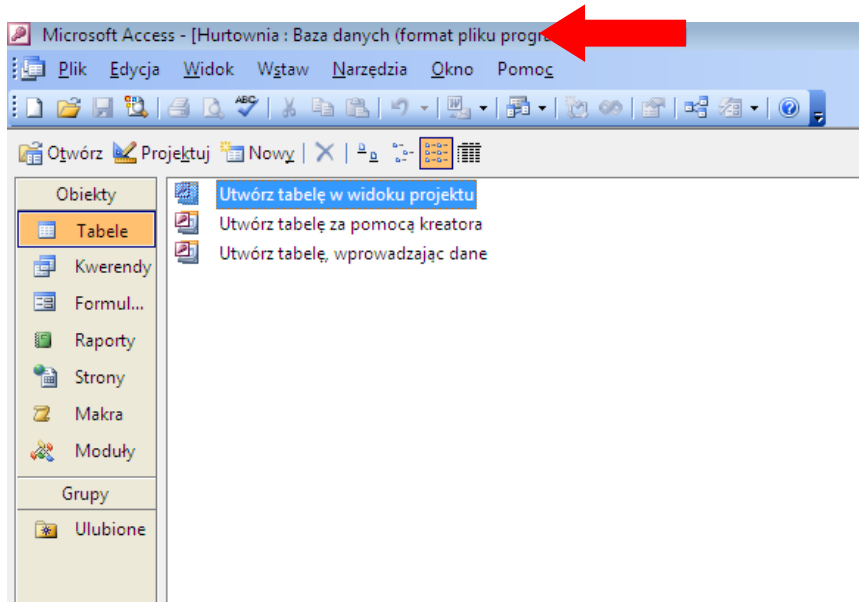 Microsoft Access - [Hurtownia : Baza danych (format pliku
Plik Edycja Widok Wstaw Narzędzia Okno Pomoc
Otwórz Projektuj Nowy
Obiekty
Tabele
Kwerendy
Formul...
Raporty
Strony
Makra
Moduły
Grupy
Ulubione
Utwórz tabelę w widoku projektu
Utwórz tabelę za pomocą kreatora
Utwórz tabelę, wprowadzając dane